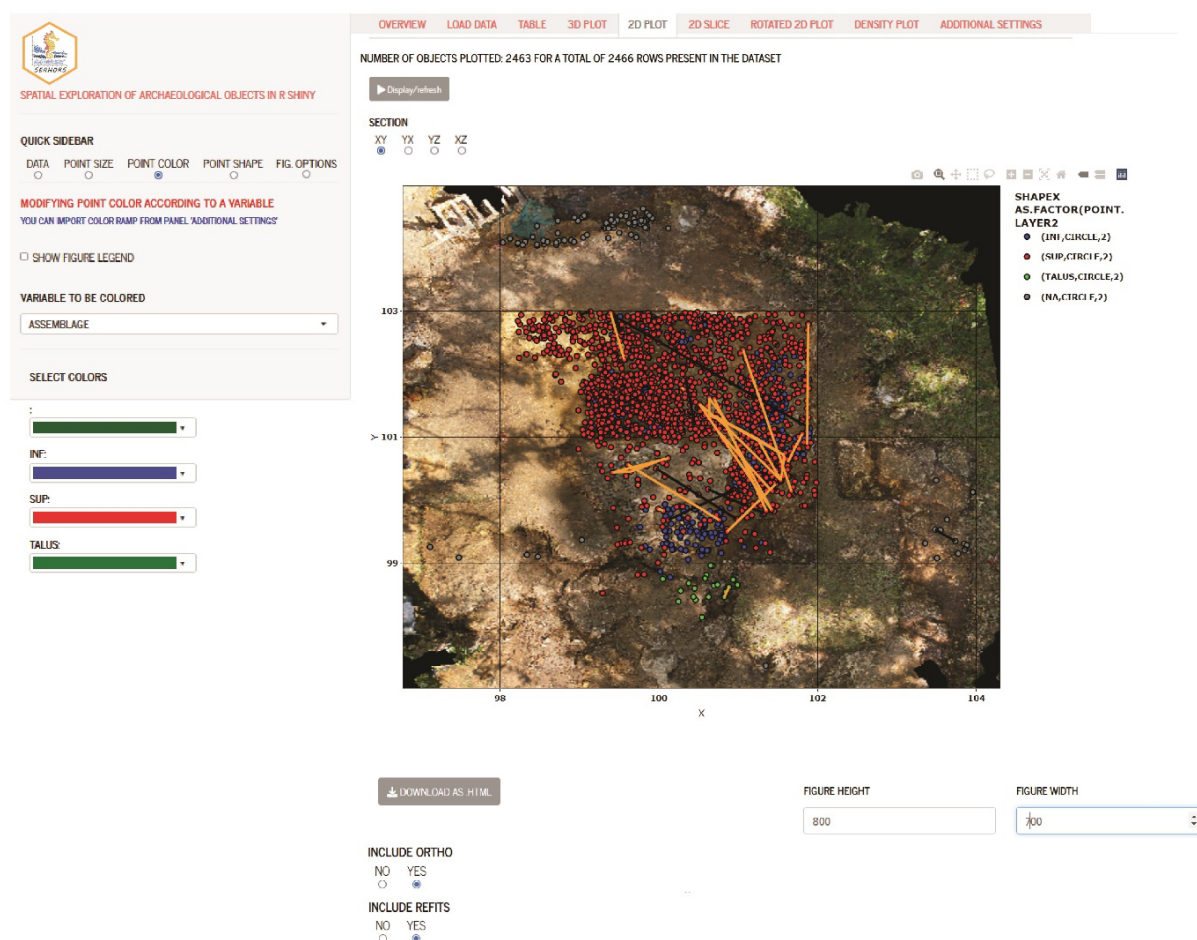 OVERVIEW LOAD DATA TABLE 3D PLOT 2D PLOT 2D SLICE ROTATED 2D PLOT DENSITY PLOT ADDITIONAL SETTINGS
SEAHORS
SPATIAL EXPLORATION OF ARCHAEOLOGICAL OBJECTS IN R SHINY
QUICK SIDEBAR
DATA POINT SIZE POINT COLOR POINT SHAPE FIG. OPTIONS
MODIFYING POINT COLOR ACCORDING TO A VARIABLE
YOU CAN IMPORT COLOR RAMP FROM PANEL 'ADDITIONAL SETTINGS'
SHOW FIGURE LEGEND
VARIABLE TO BE COLORED
ASSEMBLAGE
SELECT COLORS
:
INF:
SUP:
TALUS:
NUMBER OF OBJECTS PLOTTED: 2463 FOR A TOTAL OF 2466 ROWS PRESENT IN THE DATASET
Display/refresh
SECTION
XY YX YZ XZ
SHAPEX
AS.FACTOR(POINT.
LAYER2
(INF,CIRCLE,2)
(SUP,CIRCLE,2)
(TALUS,CIRCLE,2)
(NA,CIRCLE,2)
103
101
99
Y
98 100 102 104
X
DOWNLOAD AS .HTML
FIGURE HEIGHT FIGURE WIDTH
800 700
INCLUDE ORTHO
NO YES
INCLUDE REFITS
NO YES